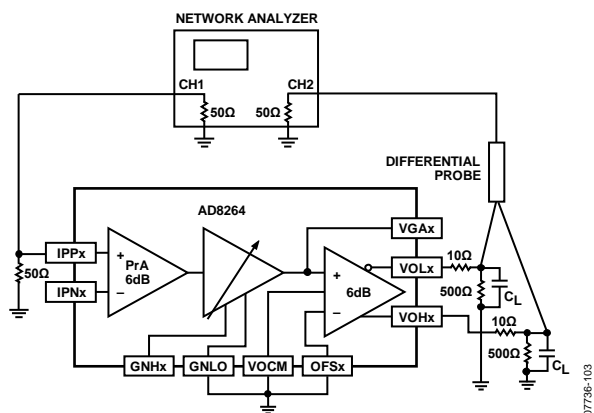 NETWORK ANALYZER
CH1
CH2
50Ω
50Ω
DIFFERENTIAL
PROBE
AD8264
VGAx
IPPx
+
PrA
6dB
–
IPNx
50Ω
+
6dB
–
VOLx
10Ω
500Ω
CL
VOHx
10Ω
500Ω
CL
GNHx
GNLO
VOCM
OFSx
07736-103